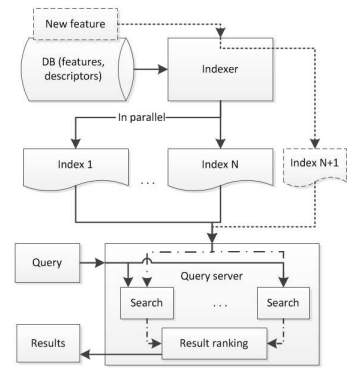 New feature
DB (features,
descriptors)
Indexer
In parallel
Index 1
. . .
Index N
Index N+1
Query
Query server
Search
. . .
Search
Results
Result ranking